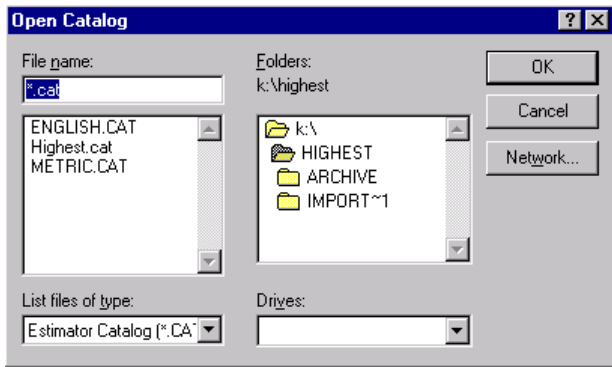 Open Catalog
File name:
*.cat
ENGLISH.CAT
Highest.cat
METRIC.CAT
List files of type:
Estimator Catalog (*.CAT
Folders:
k:\highest
k:\
HIGHEST
ARCHIVE
IMPORT~1
Drives:
OK
Cancel
Network...